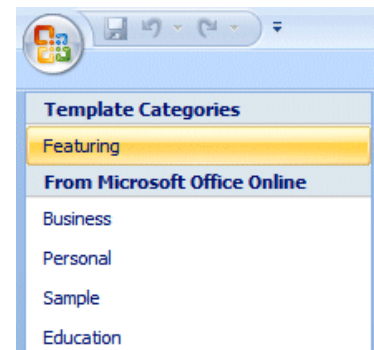 Template Categories
Featuring
From Microsoft Office Online
Business
Personal
Sample
Education